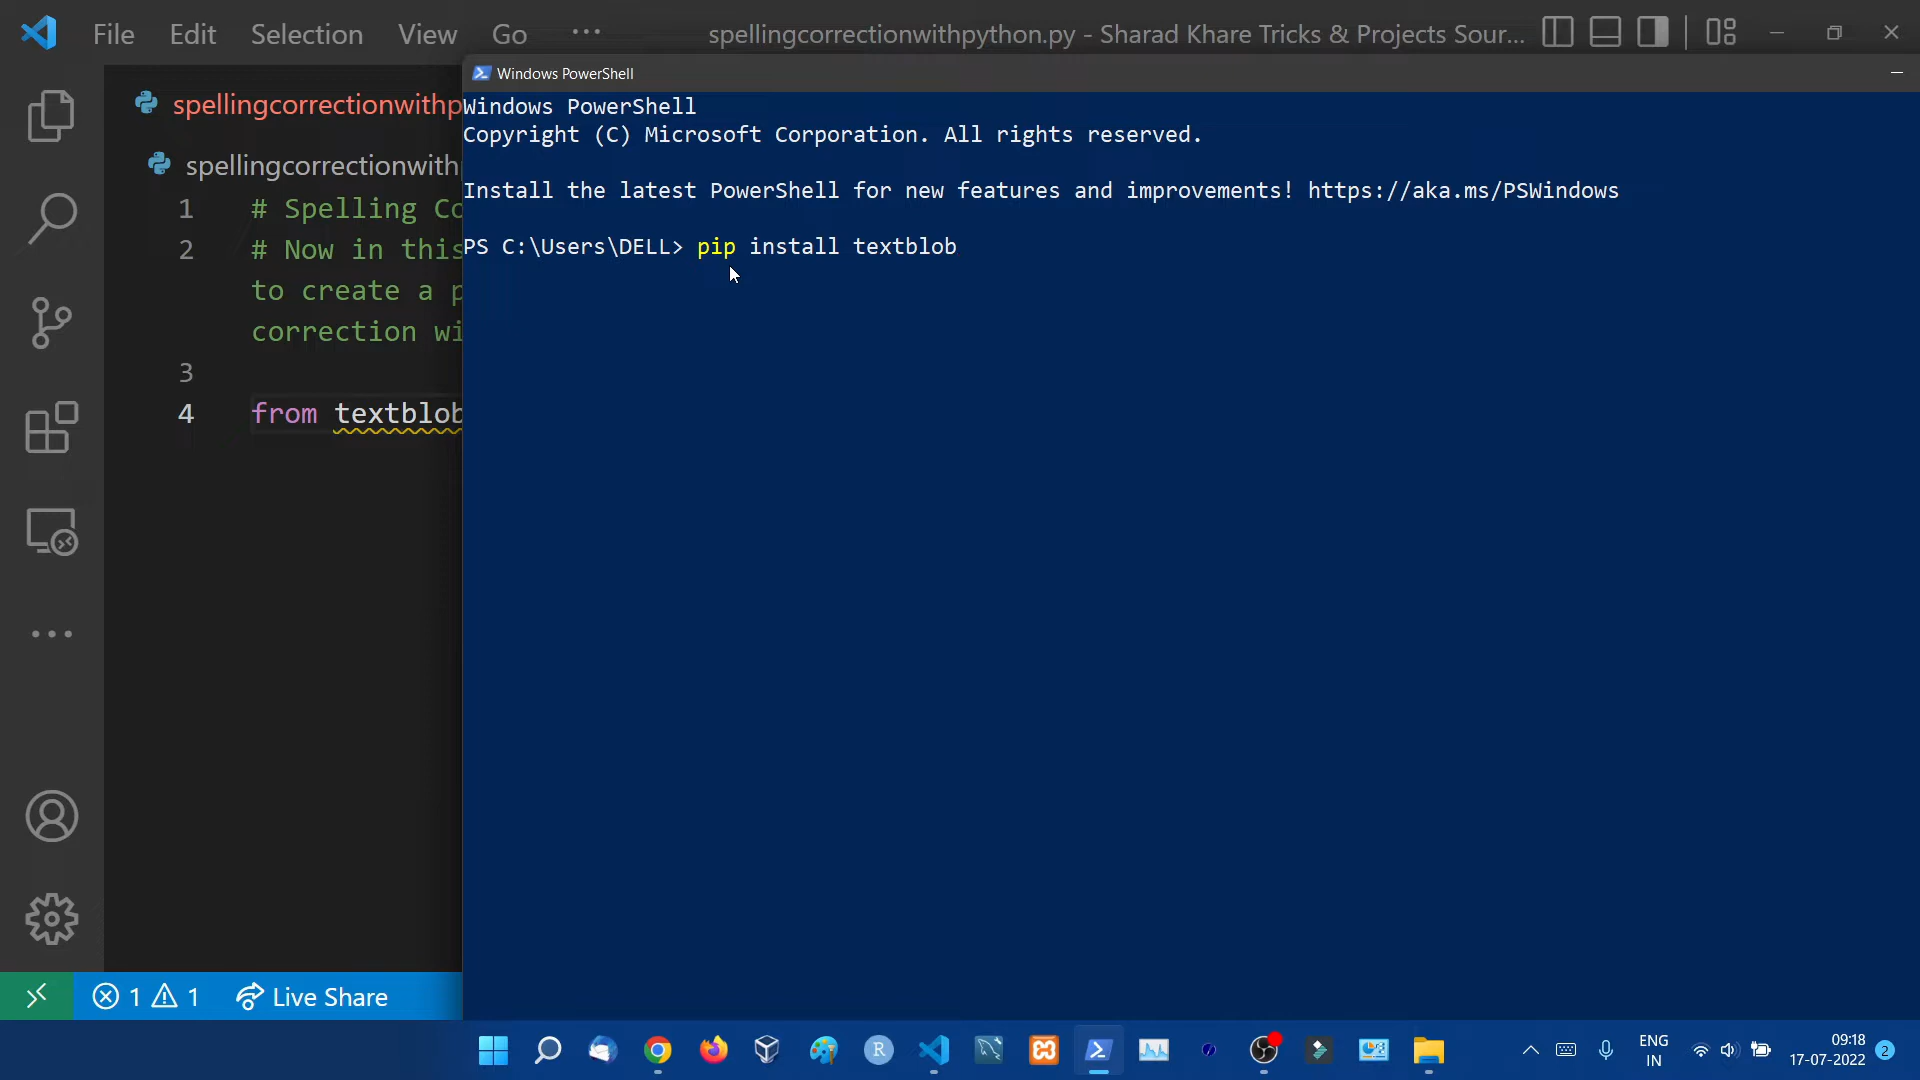 File Edit Selection View Go ... spellingcorrectionwithpython.py - Sharad Khare Tricks & Projects Sour...
Windows PowerShell
spellingcorrectionwithp
Windows PowerShell
Copyright (C) Microsoft Corporation. All rights reserved.
spellingcorrectionwith
Install the latest PowerShell for new features and improvements! https://aka.ms/PSWindows
1 # Spelling Co
2 # Now in this
to create a p
correction wi
PS C:\Users\DELL> pip install textblob
3
4 from textblob
1 1 Live Share
ENG
IN
09:18
17-07-2022
2